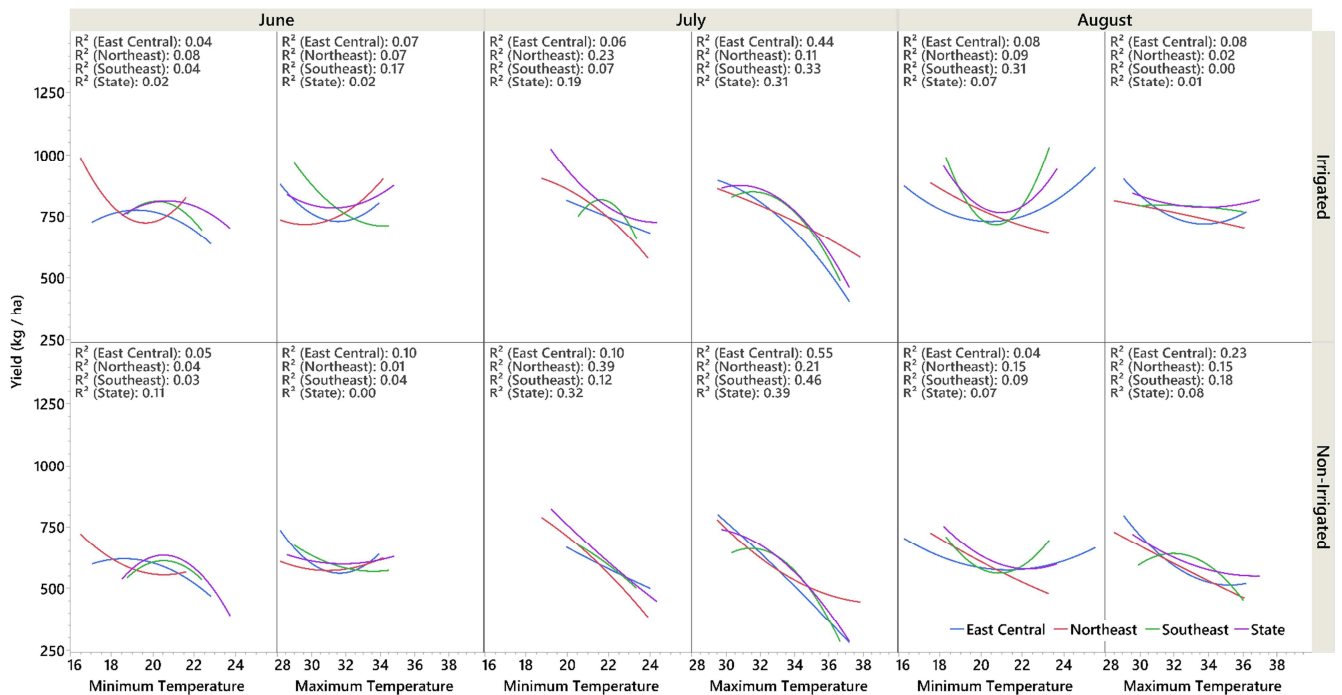 June
July
August
R² (East Central): 0.04
R² (Northeast): 0.08
R² (Southeast): 0.04
R² (State): 0.02
R² (East Central): 0.07
R² (Northeast): 0.07
R² (Southeast): 0.17
R² (State): 0.02
R² (East Central): 0.06
R² (Northeast): 0.23
R² (Southeast): 0.07
R² (State): 0.19
R² (East Central): 0.44
R² (Northeast): 0.11
R² (Southeast): 0.33
R² (State): 0.31
R² (East Central): 0.08
R² (Northeast): 0.09
R² (Southeast): 0.31
R² (State): 0.07
R² (East Central): 0.08
R² (Northeast): 0.02
R² (Southeast): 0.00
R² (State): 0.01
Irrigated
1250
1000
750
500
250
Yield (kg / ha)
R² (East Central): 0.05
R² (Northeast): 0.04
R² (Southeast): 0.03
R² (State): 0.11
R² (East Central): 0.10
R² (Northeast): 0.01
R² (Southeast): 0.04
R² (State): 0.00
R² (East Central): 0.10
R² (Northeast): 0.39
R² (Southeast): 0.12
R² (State): 0.32
R² (East Central): 0.55
R² (Northeast): 0.21
R² (Southeast): 0.46
R² (State): 0.39
R² (East Central): 0.04
R² (Northeast): 0.15
R² (Southeast): 0.09
R² (State): 0.07
R² (East Central): 0.23
R² (Northeast): 0.15
R² (Southeast): 0.18
R² (State): 0.08
Non-Irrigated
1250
1000
750
500
250
East Central Northeast Southeast State
16 20 24 28 32 36 16 20 24 28 30 34 38 16 20 24 28 32 36 38
Minimum Temperature Maximum Temperature Minimum Temperature Maximum Temperature Minimum Temperature Maximum Temperature